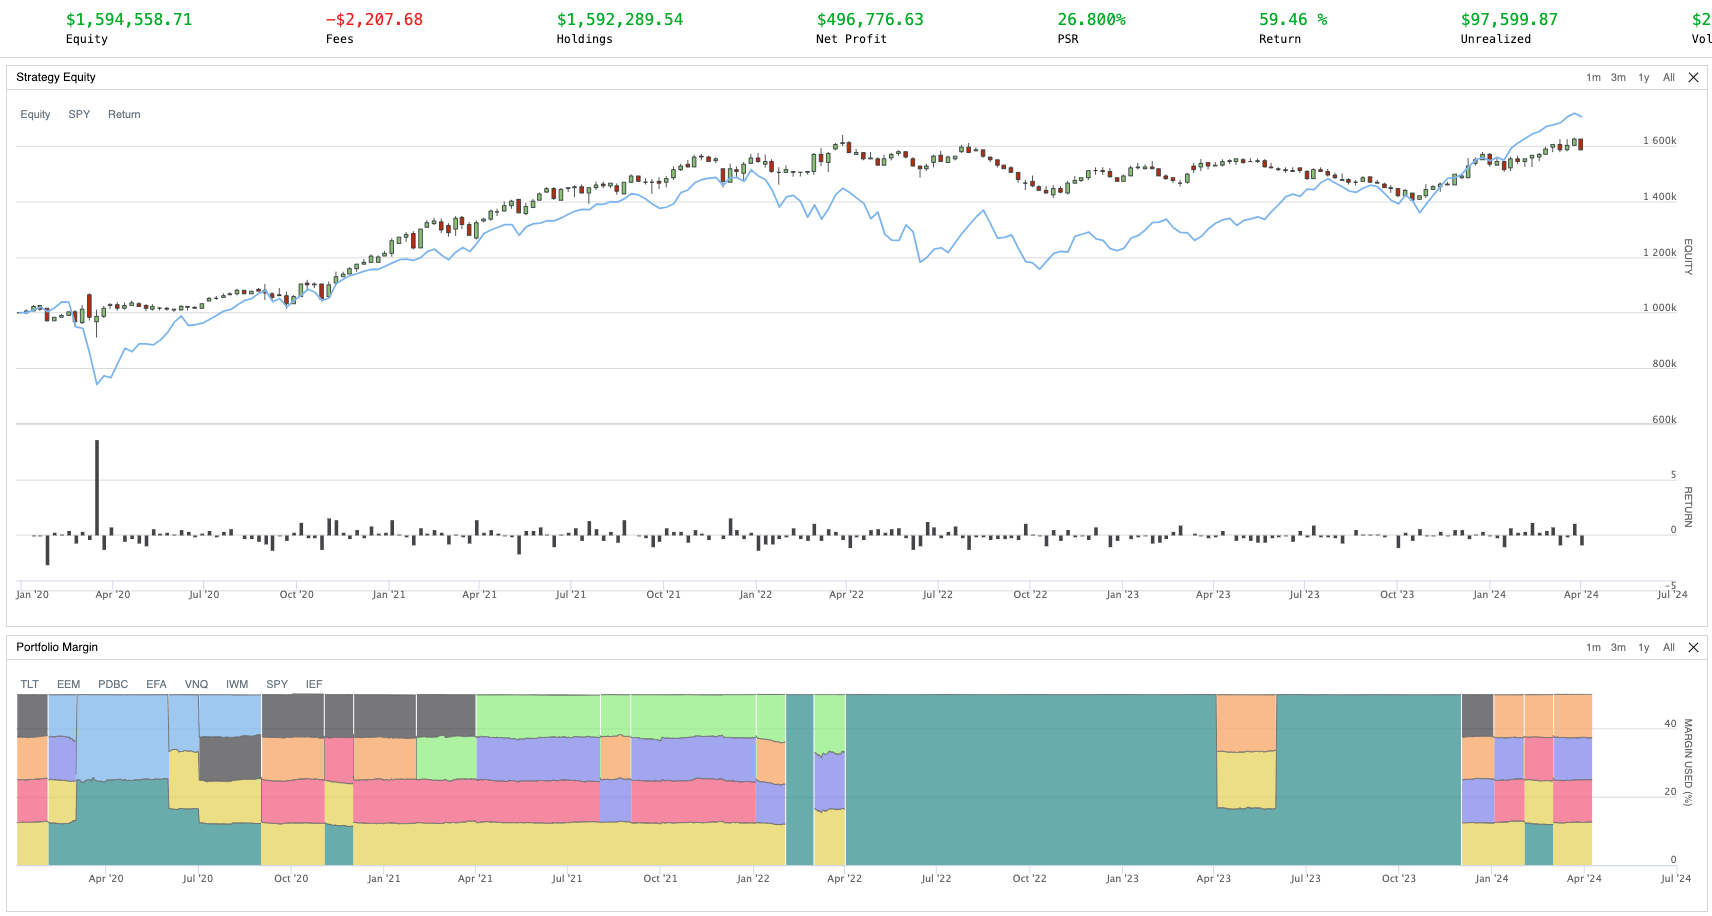 $1,594,558.71 −$2,207.68 $1,592,289.54 $496,776.63 26.800% 59.46 % $97,599.87 $2
Equity Fees Holdings Net Profit PSR Return Unrealized Vol
Strategy Equity 1m 3m 1y All
Equity SPY Return
1 600k
1 400k
1 200k
1 000k
800k
600k
EQUITY
5
0
−5
RETURN
Jan '20 Apr '20 Jul '20 Oct '20 Jan '21 Apr '21 Jul '21 Oct '21 Jan '22 Apr '22 Jul '22 Oct '22 Jan '23 Apr '23 Jul '23 Oct '23 Jan '24 Apr '24 Jul '24
Portfolio Margin 1m 3m 1y All
TLT EEM PDBC EFA VNQ IWM SPY IEF
40
20
0
MARGIN USED (%)
Apr '20 Jul '20 Oct '20 Jan '21 Apr '21 Jul '21 Oct '21 Jan '22 Apr '22 Jul '22 Oct '22 Jan '23 Apr '23 Jul '23 Oct '23 Jan '24 Apr '24 Jul '24